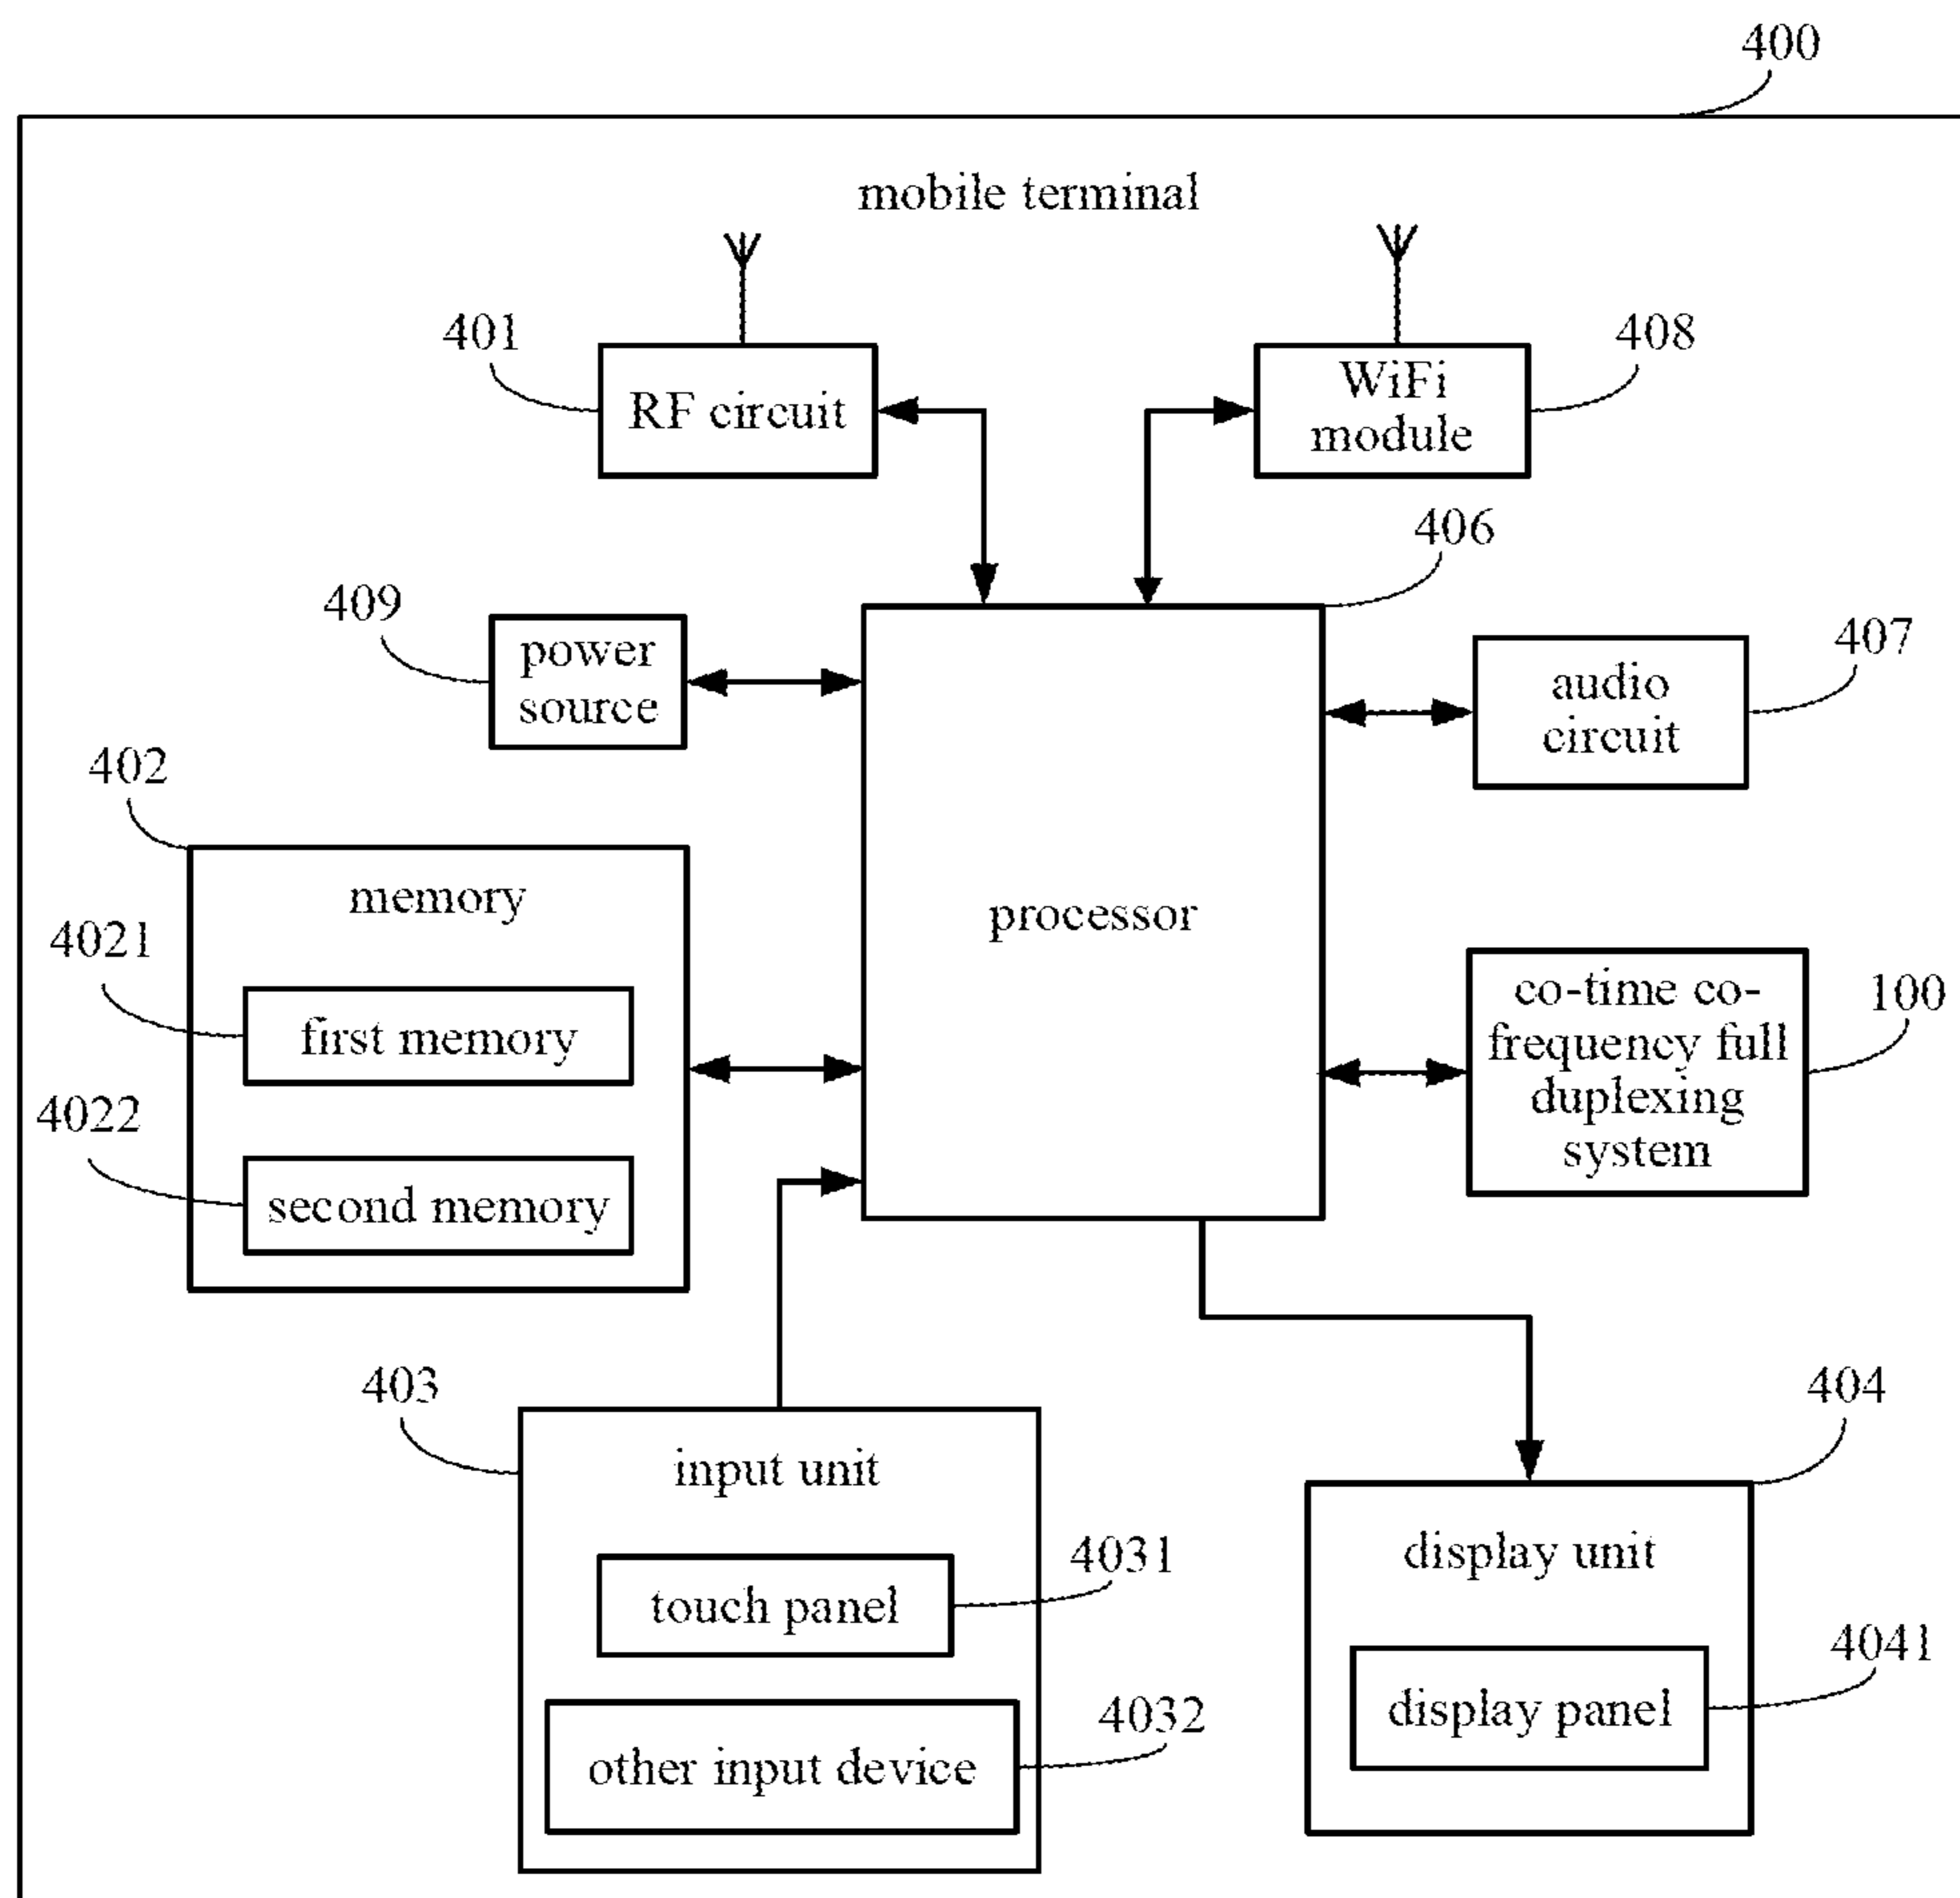 400
mobile terminal
401
RF circuit
WiFi
module
408
406
409
power
source
407
audio
circuit
402
memory
4021
first memory
4022
second memory
processor
co-time co-
frequency full
duplexing
system
100
403
input unit
4031
touch panel
4032
other input device
404
display unit
4041
display panel